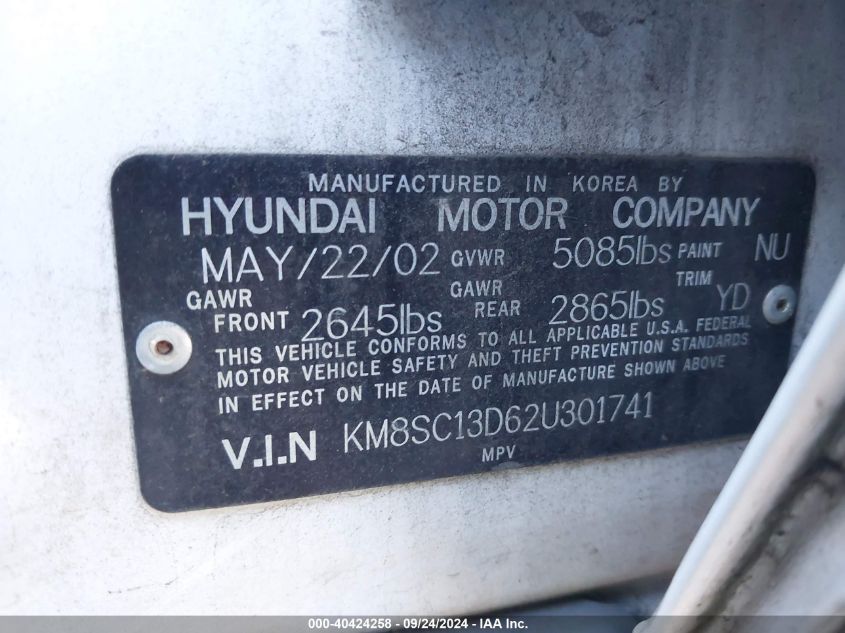 MANUFACTURED IN KOREA BY
HYUNDAI MOTOR COMPANY
MAY/22/02 GVWR 5085lbs PAINT NU
GAWR FRONT 2645lbs GAWR REAR 2865lbs TRIM YD
THIS VEHICLE CONFORMS TO ALL APPLICABLE U.S.A. FEDERAL
MOTOR VEHICLE SAFETY AND THEFT PREVENTION STANDARDS
IN EFFECT ON THE DATE OF MANUFACTURE SHOWN ABOVE
V.I.N KM8SC13D62U301741
MPV
000-40424258 - 09/24/2024 - IAA, Inc.